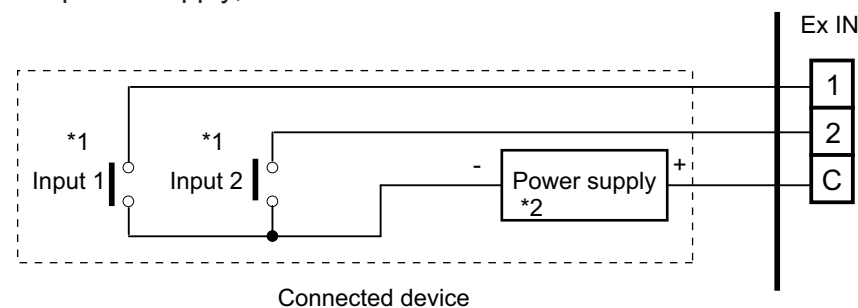 Ex IN
1
*1
*1
2
Input 1
Input 2
-
Power supply
*2
+
C
Connected device